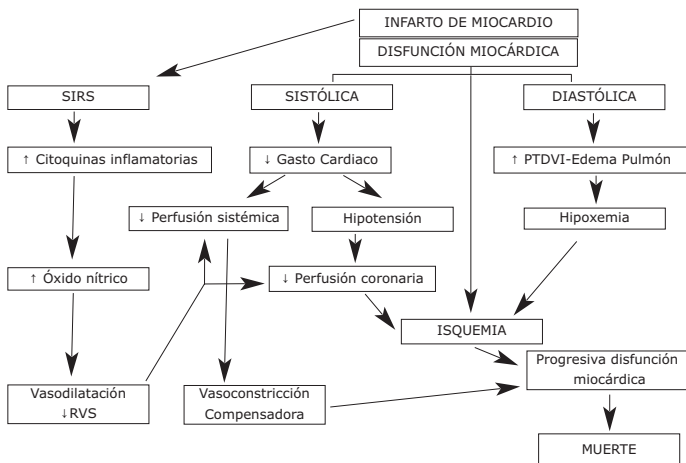 INFARTO DE MIOCARDIO
DISFUNCIÓN MIOCÁRDICA
SIRS
SISTÓLICA
DIASTÓLICA
↑ Citoquinas inflamatorias
↓ Gasto Cardiaco
↑ PTDVI-Edema Pulmón
↓ Perfusión sistémica
Hipotensión
Hipoxemia
↑ Óxido nítrico
↓ Perfusión coronaria
ISQUEMIA
Vasodilatación
↓RVS
Vasoconstricción
Compensadora
Progresiva disfunción
miocárdica
MUERTE